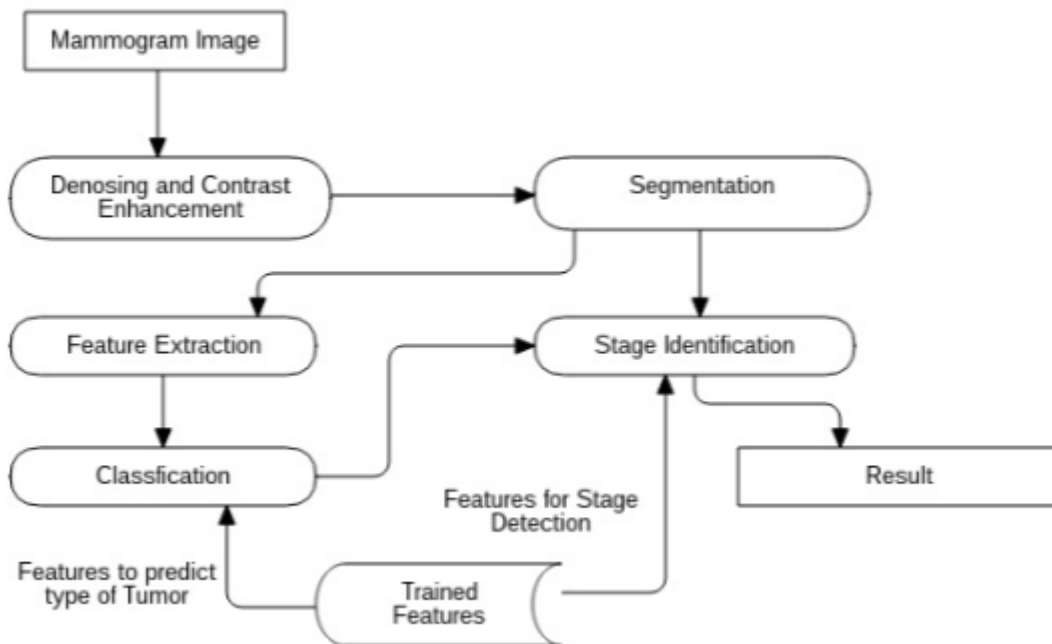 Mammogram Image
Denosing and Contrast
Enhancement
Segmentation
Feature Extraction
Stage Identification
Classfication
Result
Features for Stage
Detection
Features to predict
type of Tumor
Trained
Features